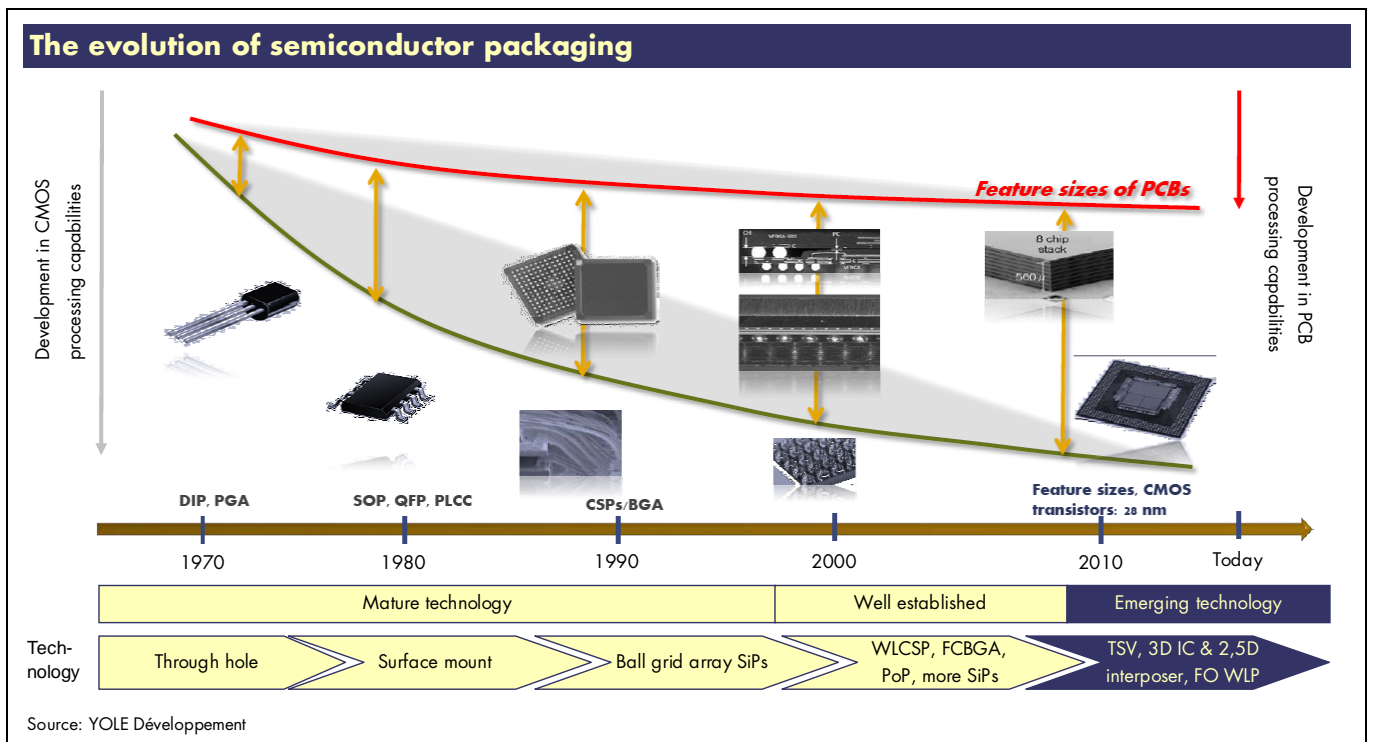 The evolution of semiconductor packaging
Development in CMOS
processing capabilities
Feature sizes of PCBs
Development in PCB
processing capabilities
8 chip
stack
560 μ
DIP, PGA
SOP, QFP, PLCC
CSPs/BGA
Feature sizes, CMOS
transistors: 28 nm
1970
1980
1990
2000
2010
Today
Mature technology
Well established
Emerging technology
Tech-
nology
Through hole
Surface mount
Ball grid array SiPs
WLCSP, FCBGA,
PoP, more SiPs
TSV, 3D IC & 2,5D
interposer, FO WLP
Source: YOLE Développement